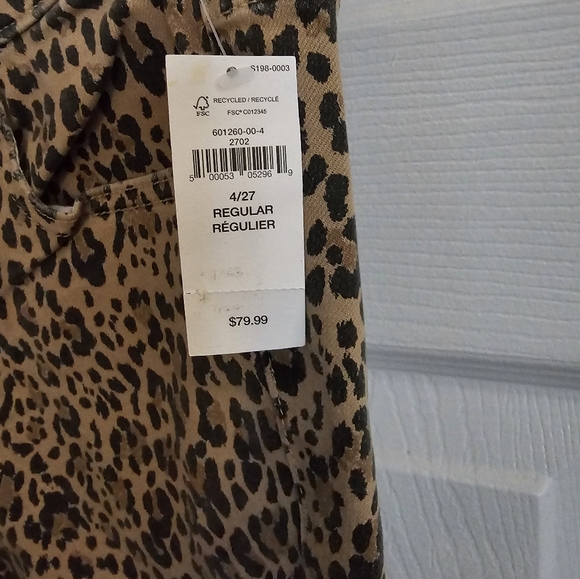 S198-0003
RECYCLED / RECYCLÉ
FSC
FSC® C012345
601260-00-4
2702
5 00053 05296 9
4/27
REGULAR
RÉGULIER
$79.99